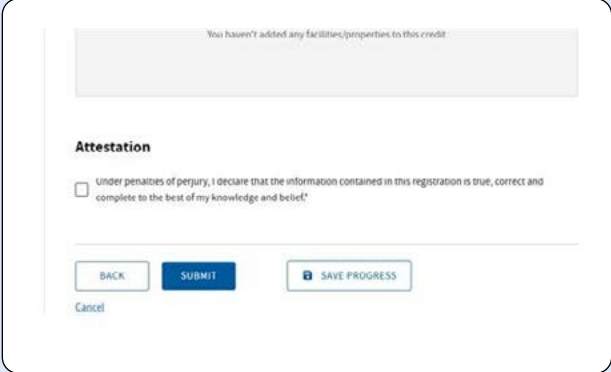 You haven't added any facilities/properties to this credit
Attestation
Under penalties of perjury, I declare that the information contained in this registration is true, correct and
complete to the best of my knowledge and belief.*
BACK
SUBMIT
SAVE PROGRESS
Cancel